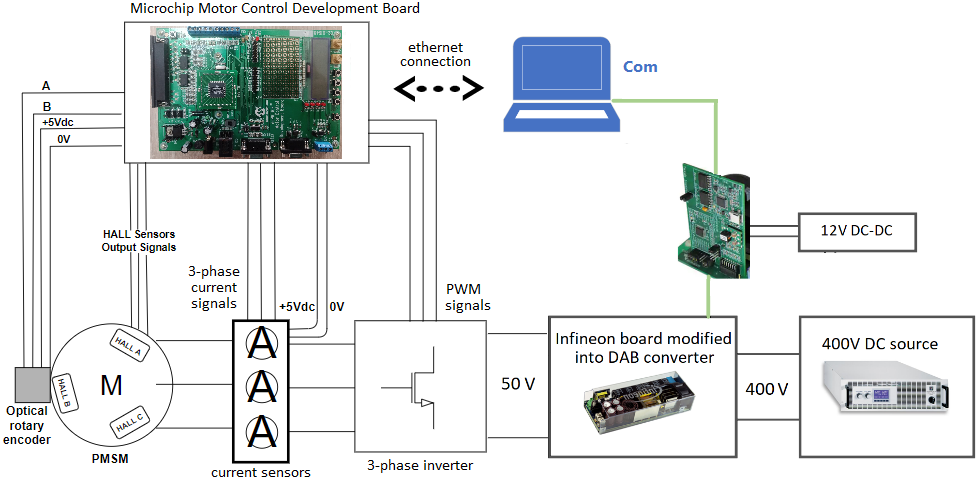 Microchip Motor Control Development Board
ethernet
connection
Com
A
B
+5Vdc
0V
HALL Sensors
Output Signals
3-phase
current
signals
+5Vdc
0V
PWM
signals
12V DC-DC
HALL A
HALL B
HALL C
M
A
A
A
Optical
rotary
encoder
PMSM
current sensors
3-phase inverter
50 V
Infineon board modified
into DAB converter
400 V
400V DC source